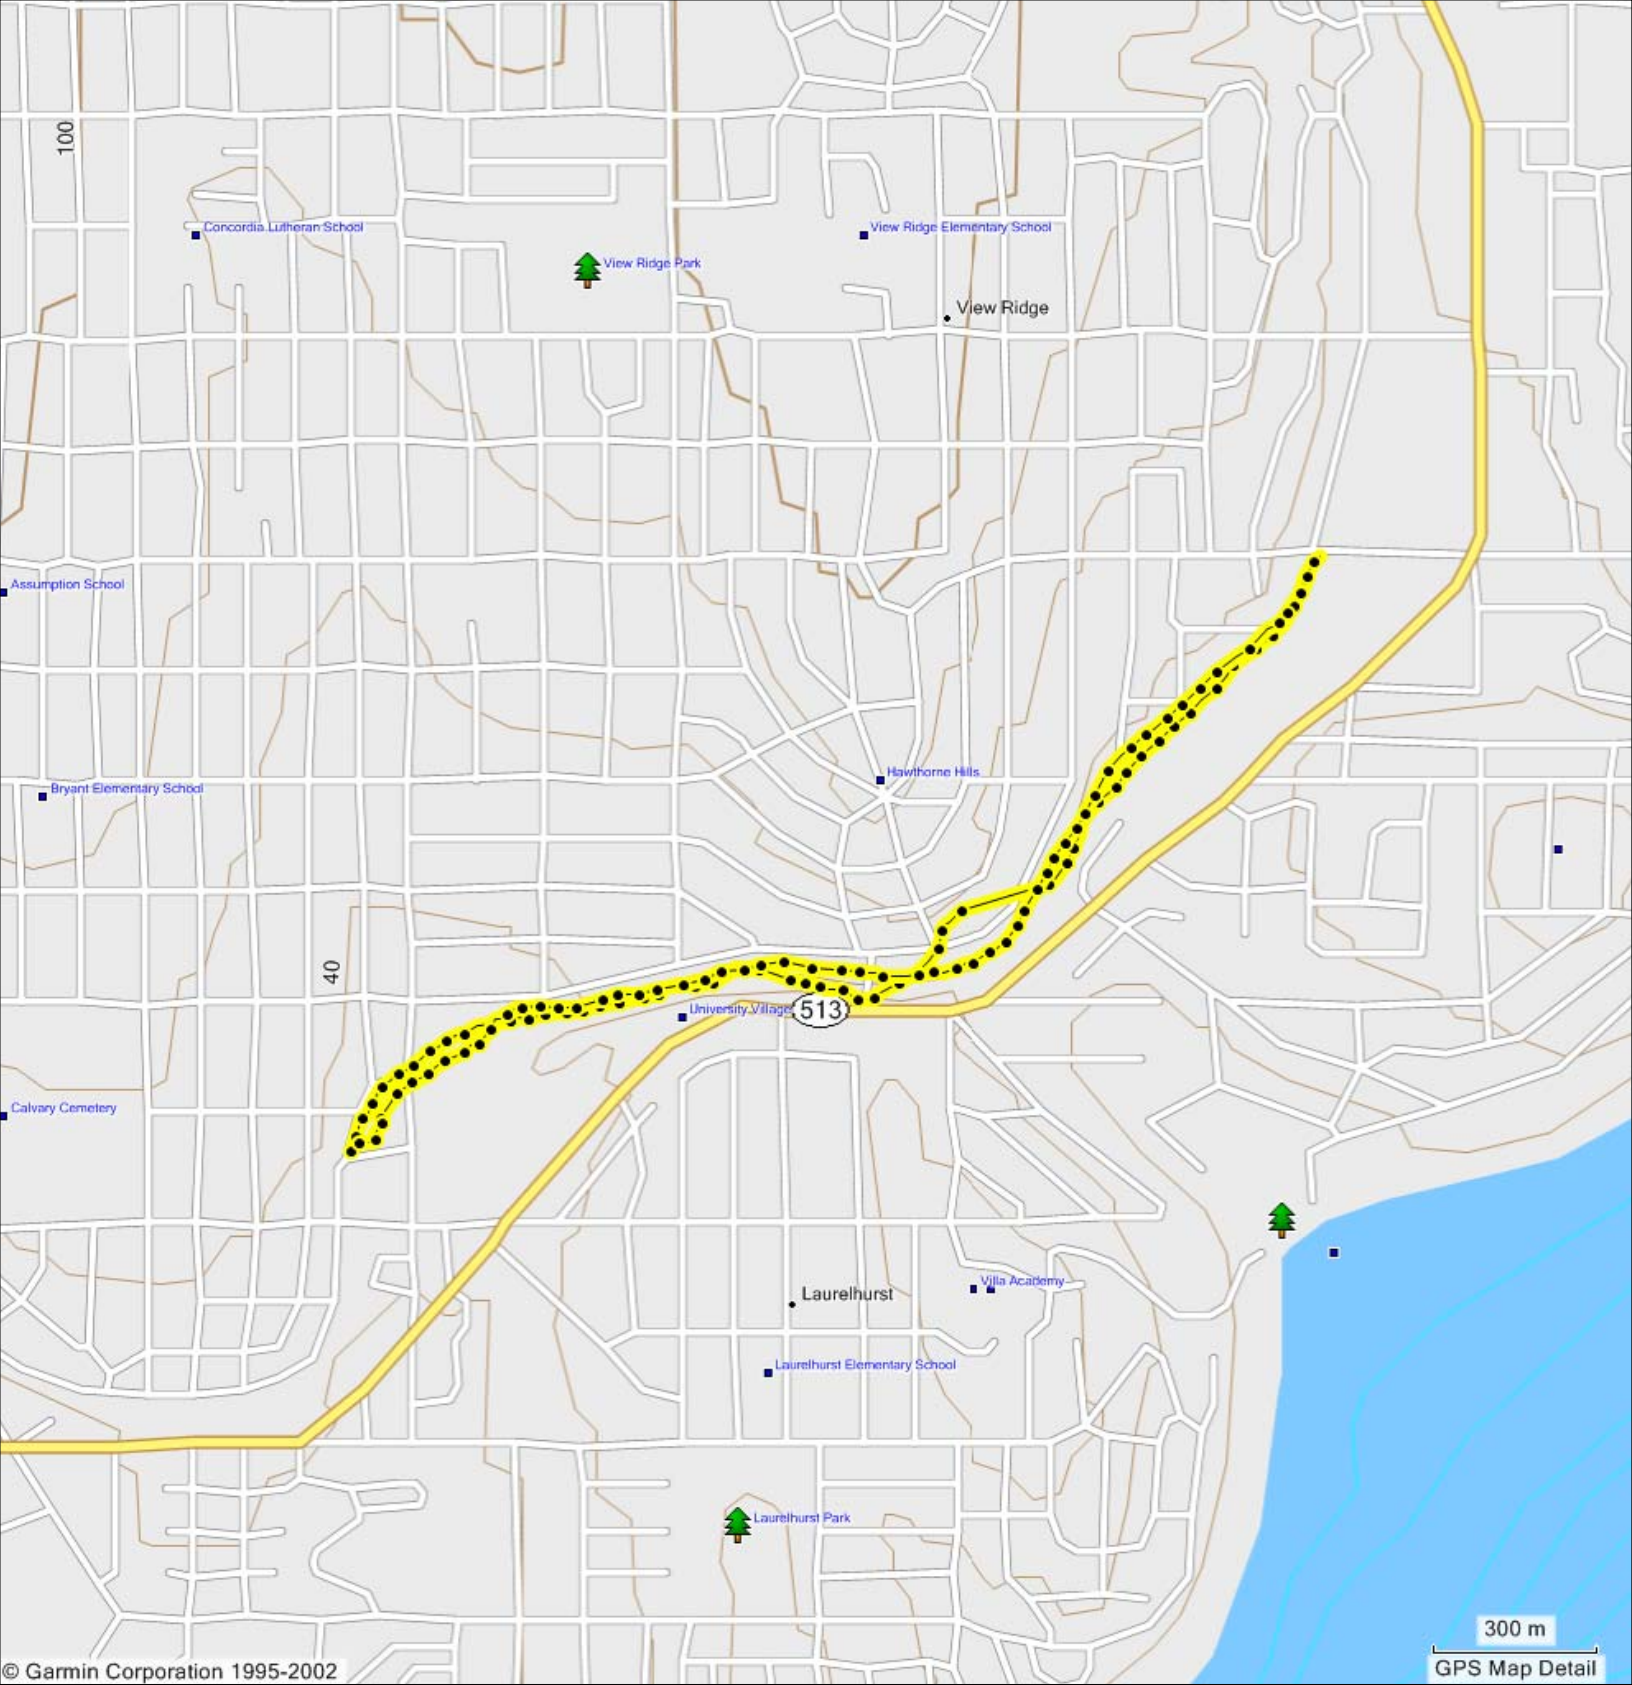 100
Concordia Lutheran School
View Ridge Elementary School
View Ridge Park
View Ridge
Assumption School
Hawthorne Hills
Bryant Elementary School
40
University Village
513
Calvary Cemetery
Villa Academy
Laurelhurst
Laurelhurst Elementary School
Laurelhurst Park
300 m
© Garmin Corporation 1995-2002
GPS Map Detail